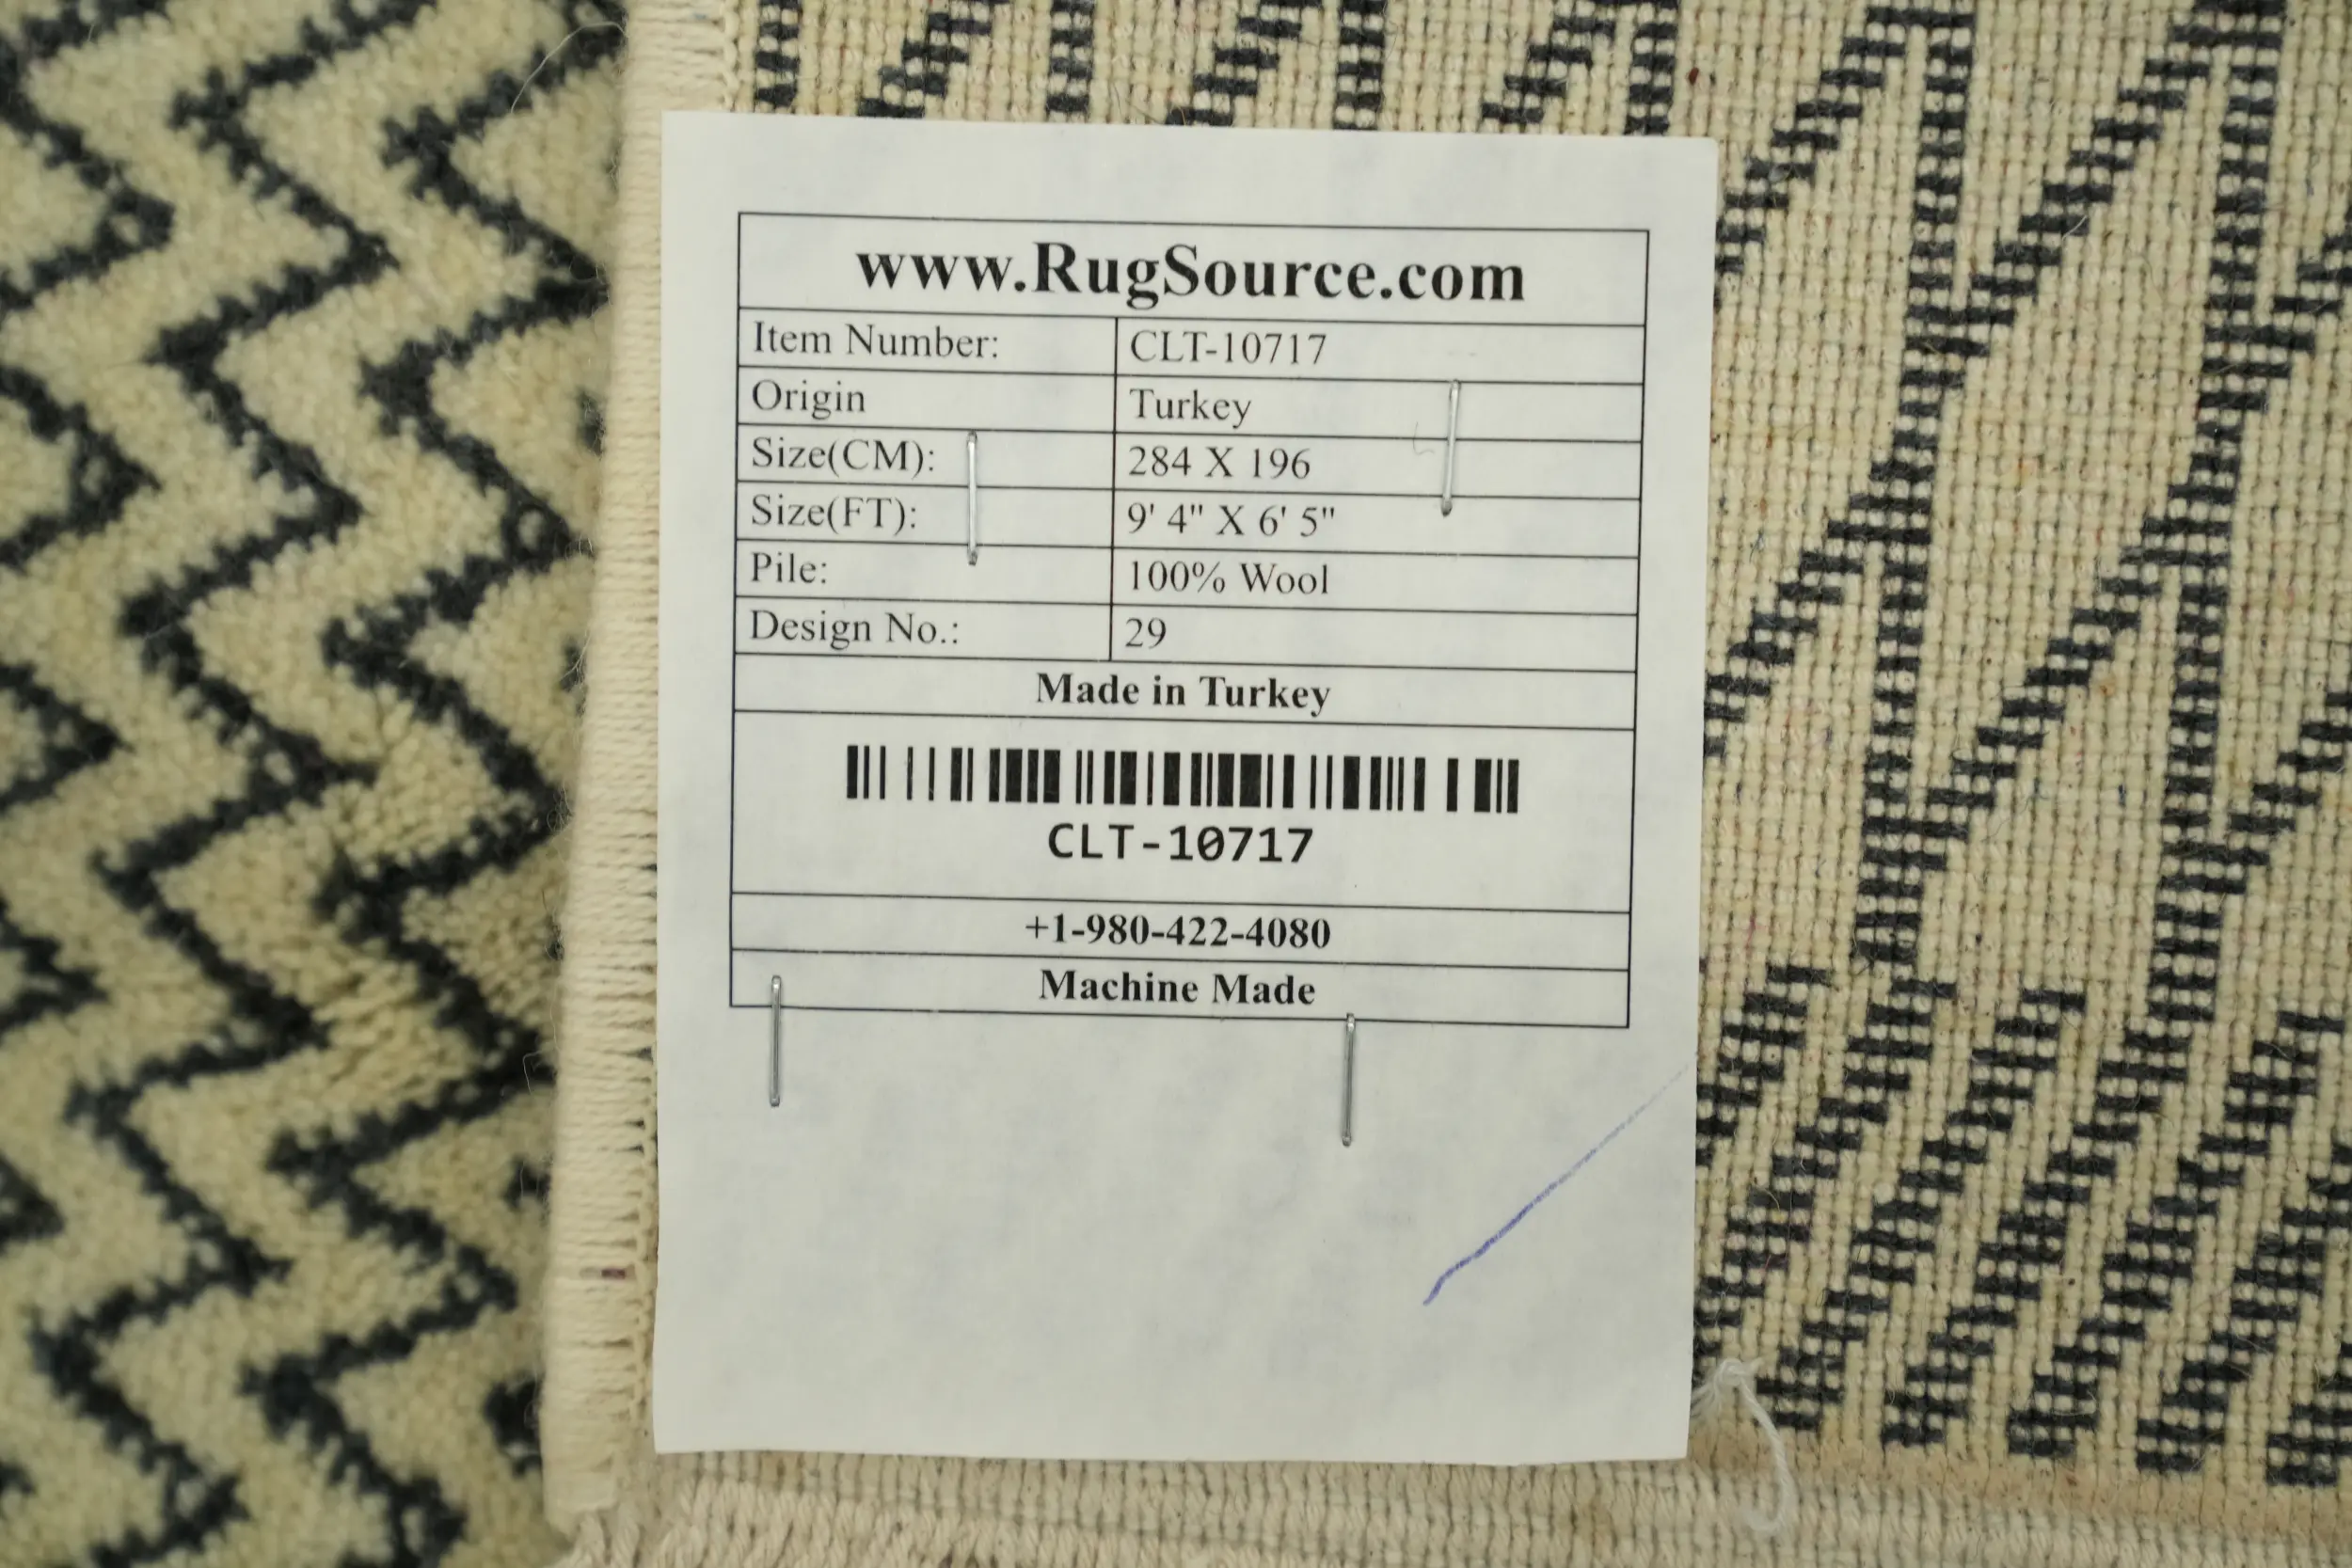 www.RugSource.com
Item Number: CLT-10717
Origin Turkey
Size(CM): 284 X 196
Size(FT): 9' 4" X 6' 5"
Pile: 100% Wool
Design No.: 29
Made in Turkey
CLT-10717
+1-980-422-4080
Machine Made